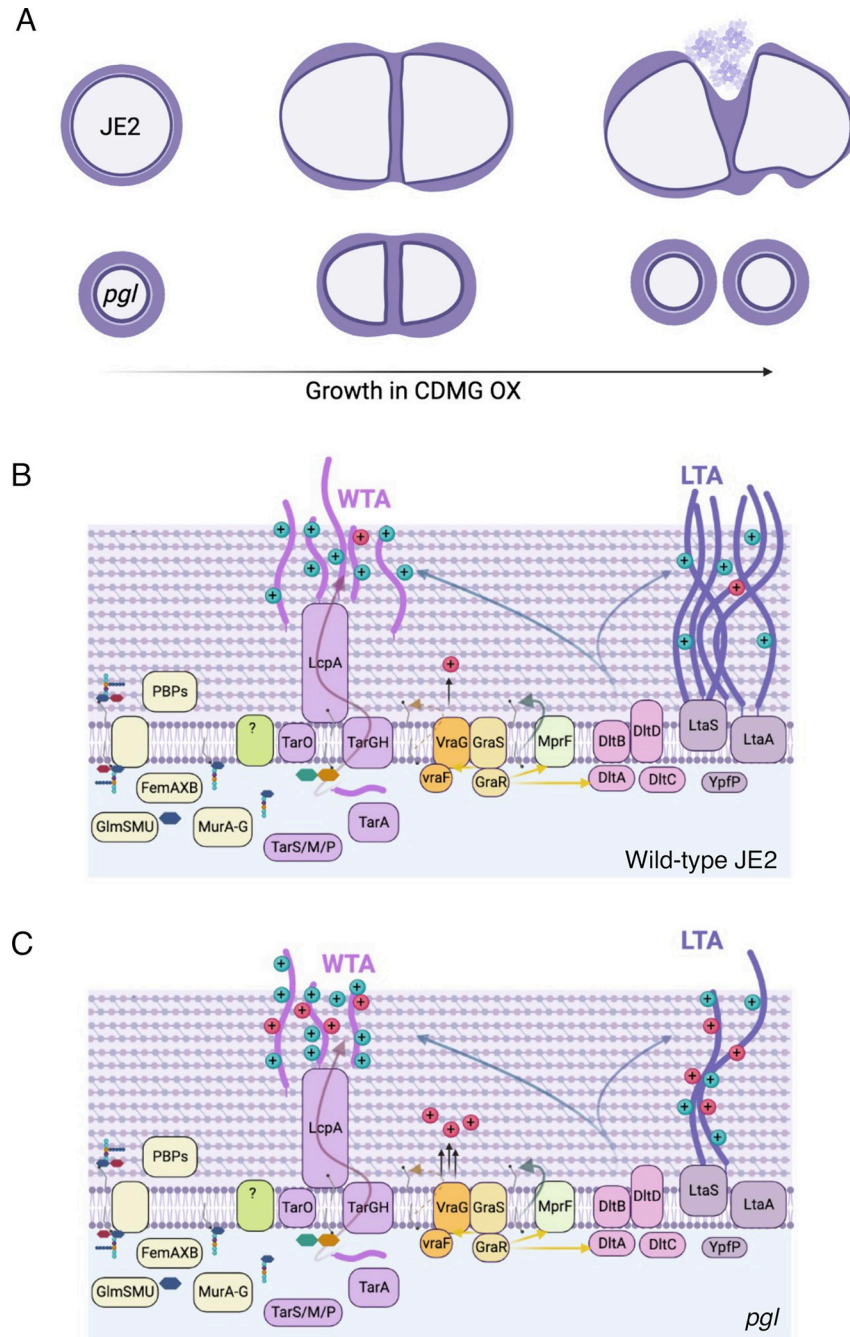 A
JE2
pgl
Growth in CDMG OX
B
WTA
LTA
+ + + + + + + + +
+ + + + + +
+
LcpA
PBPs
?
TarO
TarGH
VraG
GraS
MprF
DltB
DltD
LtaS
LtaA
FemAXB
vraF
GraR
DltA
DltC
YpfP
GlmSMU
MurA-G
TarA
TarS/M/P
Wild-type JE2
C
WTA
LTA
+ + + + + + + + + + + +
+ + + + + + + + +
+ + +
LcpA
PBPs
?
TarO
TarGH
VraG
GraS
MprF
DltB
DltD
LtaS
LtaA
FemAXB
vraF
GraR
DltA
DltC
YpfP
GlmSMU
MurA-G
TarA
TarS/M/P
pgl